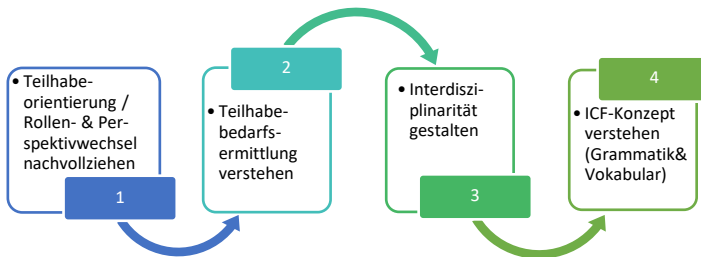 • Teilhabe-
orientierung /
Rollen- & Per-
spektivwechsel
nachvollziehen
1
2
• Teilhabe-
bedarfs-
ermittlung
verstehen
• Interdiszi-
plinarität
gestalten
3
4
• ICF-Konzept
verstehen
(Grammatik&
Vokabular)